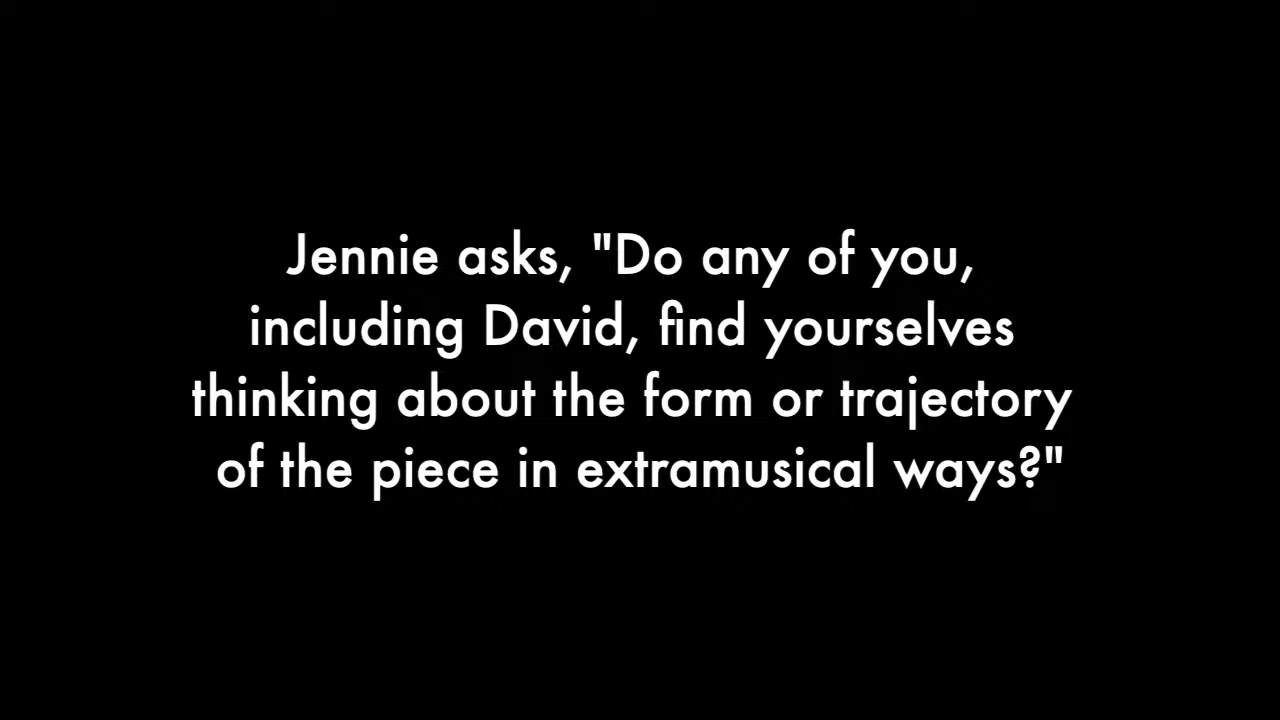 Jennie asks, "Do any of you,
including David, find yourselves
thinking about the form or trajectory
of the piece in extramusical ways?"